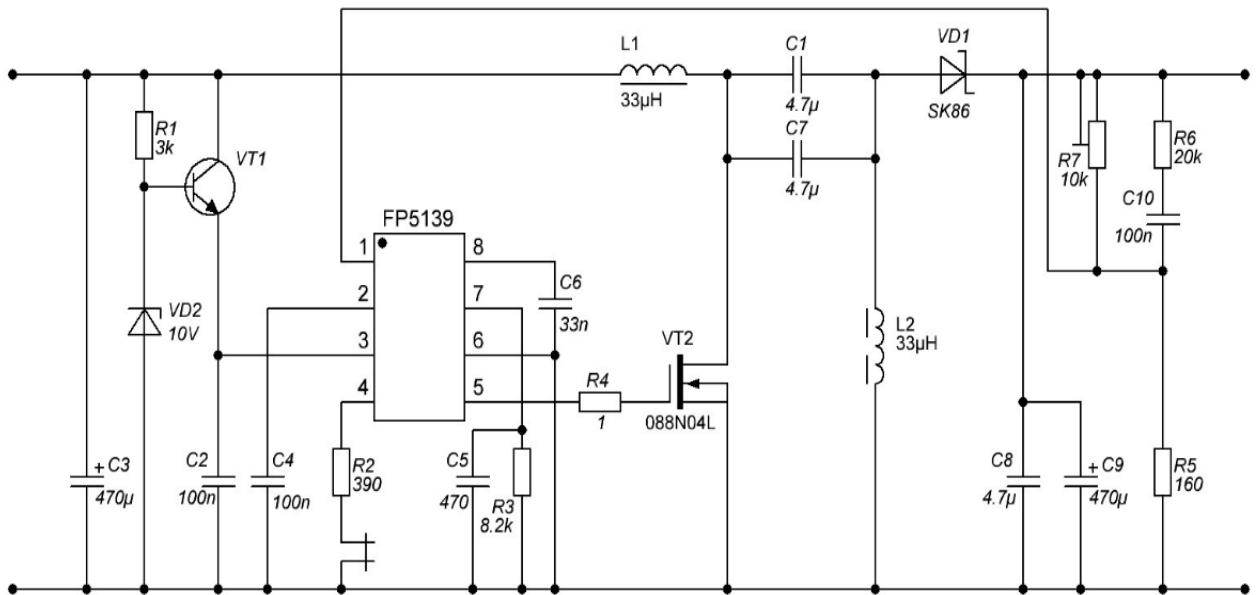 L1
33µH
C1
4.7µ
C7
4.7µ
VD1
SK86
R1
3k
VT1
R7
10k
R6
20k
C10
100n
FP5139
1
2
3
4
8
7
6
5
C6
33n
VD2
10V
VT2
088N04L
L2
33µH
R4
1
+ C3
470µ
C2
100n
C4
100n
R2
390
C5
470
R3
8.2k
C8
4.7µ
+ C9
470µ
R5
160